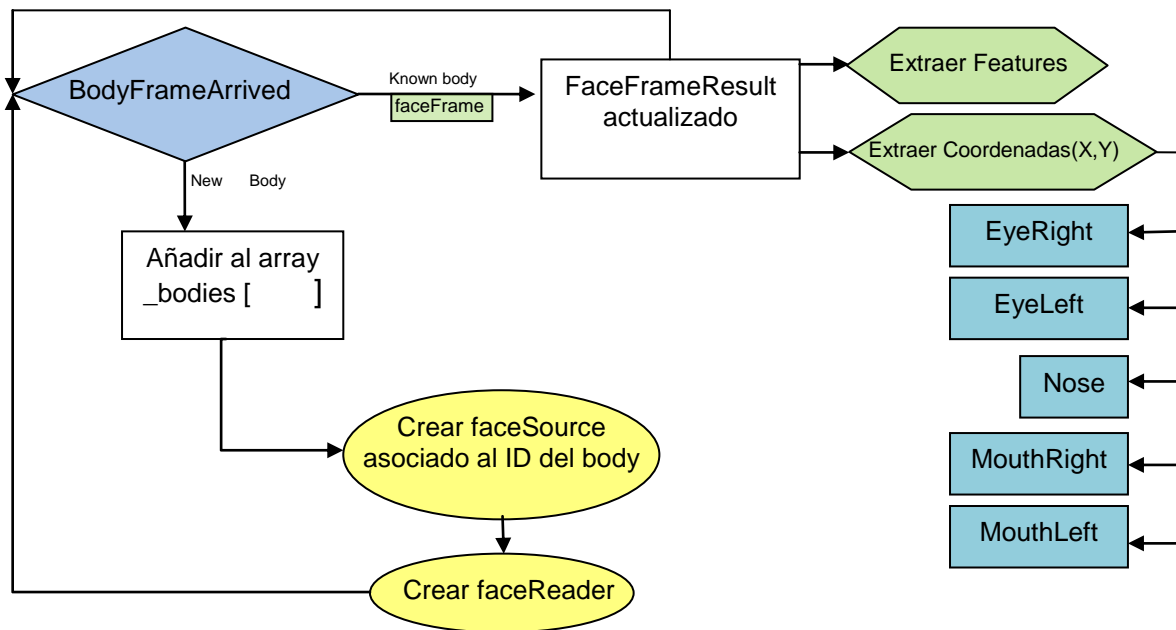 BodyFrameArrived
Known body
faceFrame
FaceFrameResult
actualizado
Extraer Features
Extraer Coordenadas(X,Y)
New Body
Añadir al array
_bodies [ ]
EyeRight
EyeLeft
Nose
MouthRight
MouthLeft
Crear faceSource
asociado al ID del body
Crear faceReader